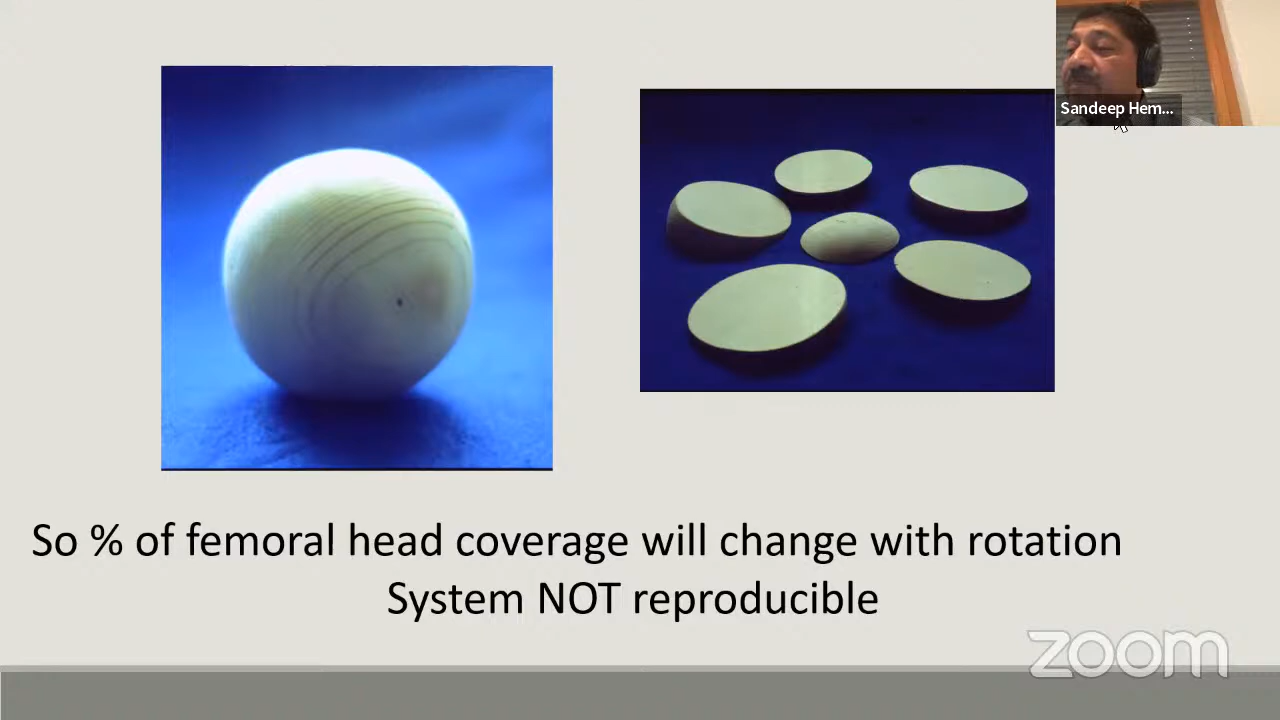 Sandeep Hem...
So % of femoral head coverage will change with rotation
System NOT reproducible
zoom